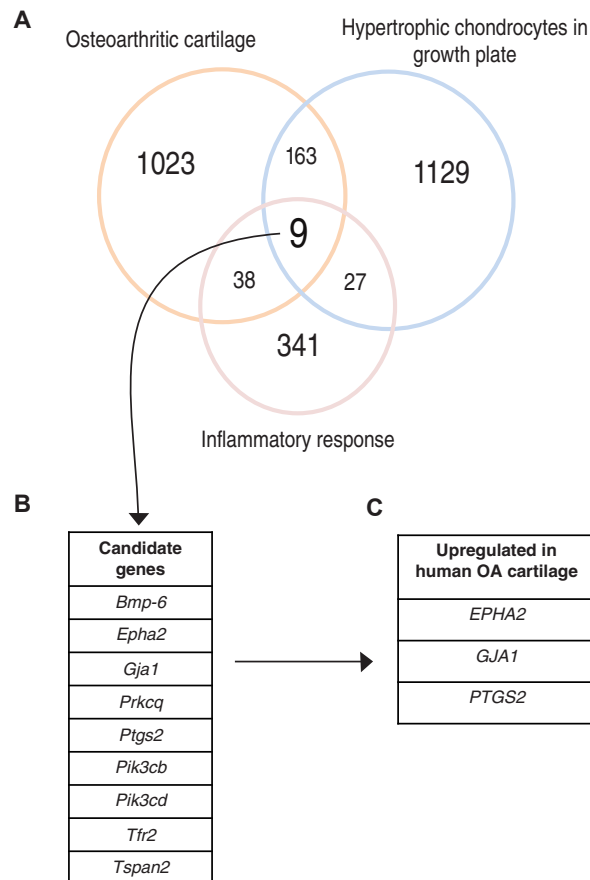 A
Osteoarthritic cartilage
Hypertrophic chondrocytes in
growth plate
1023
163
1129
9
38
27
341
Inflammatory response
B
Candidate
genes
Bmp-6
Epha2
Gja1
Prkcq
Ptgs2
Pik3cb
Pik3cd
Tfr2
Tspan2
C
Upregulated in
human OA cartilage
EPHA2
GJA1
PTGS2